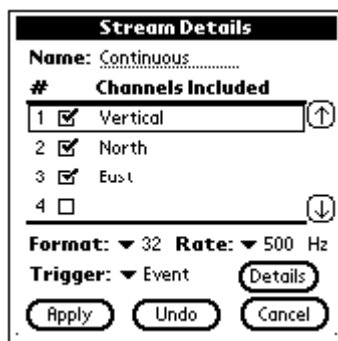 Stream Details
Name: Continuous
# Channels Included
1 Vertical
2 North
3 East
4
Format: 32 Rate: 500 Hz
Trigger: Event Details
Apply Undo Cancel